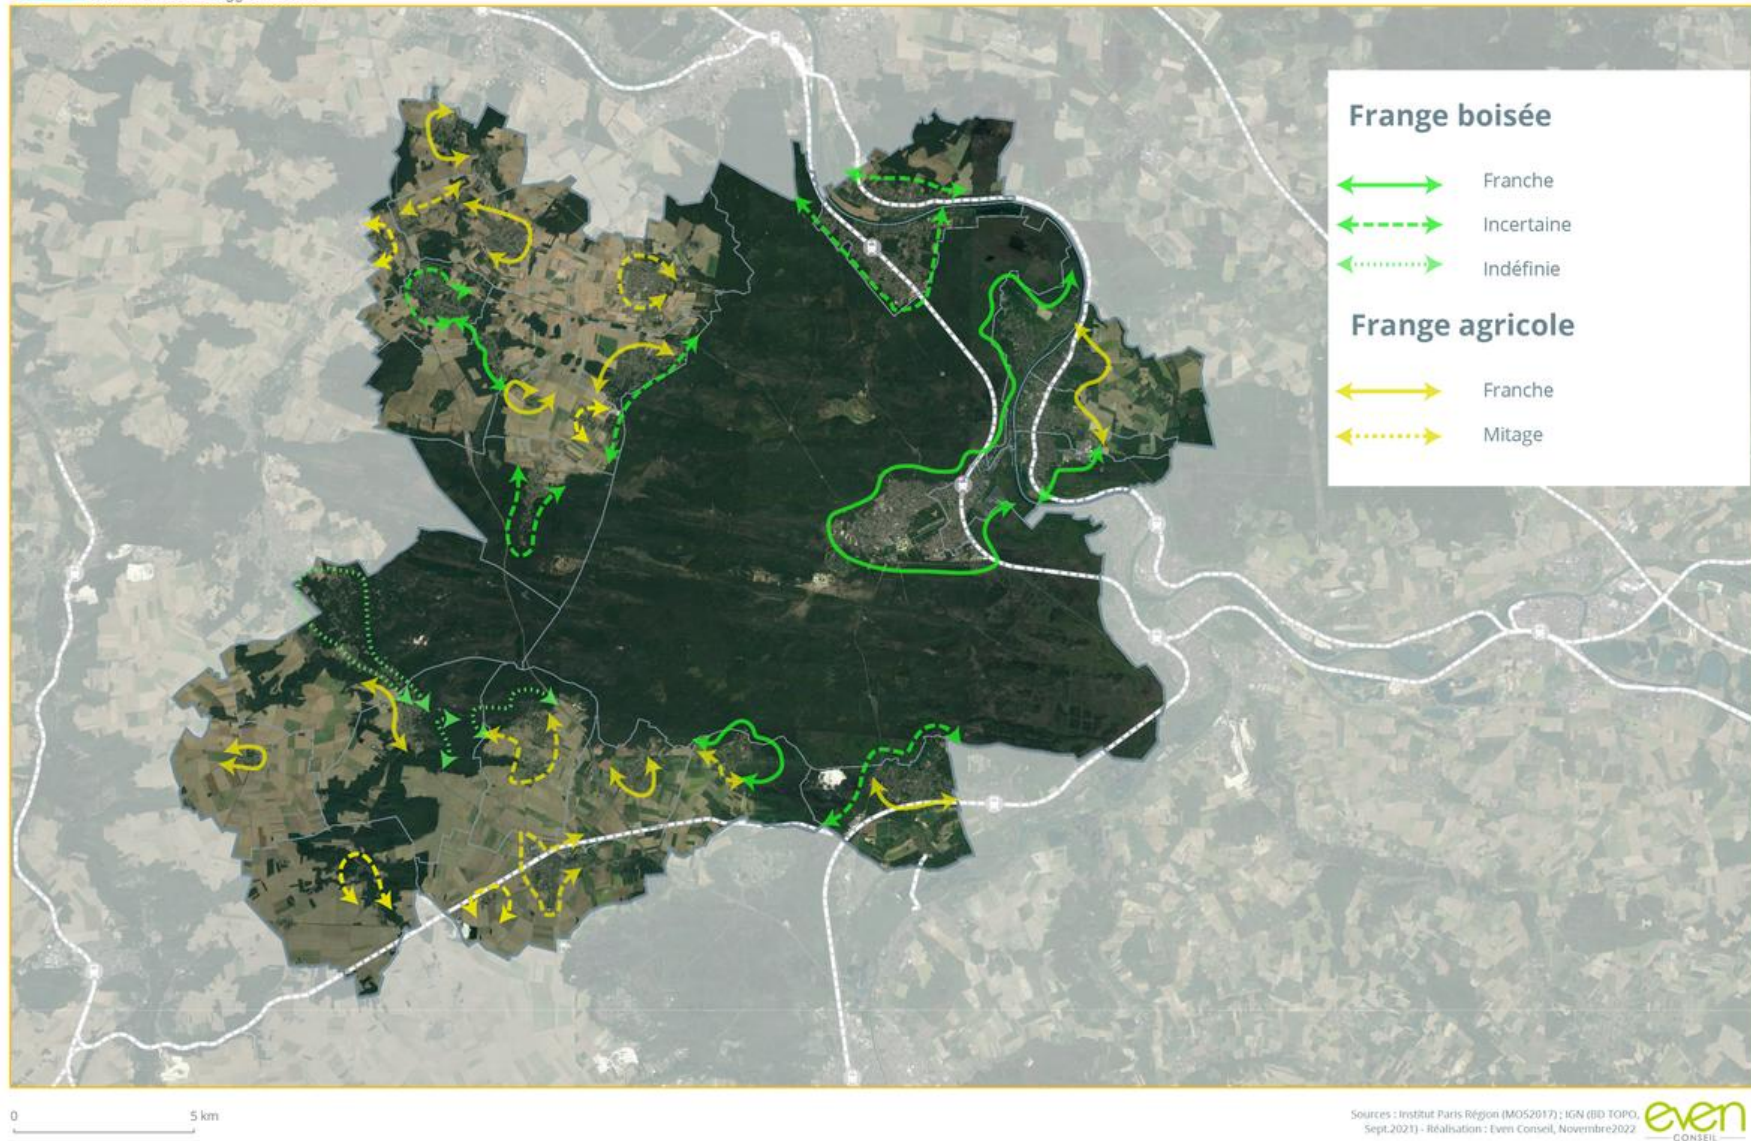 Frange boisée
Franche
Incertaine
Indéfinie
Frange agricole
Franche
Mitage
0
5 km
Sources : Institut Paris Région (MOS2017) ; IGN (BD TOPO,
Sept.2021) - Réalisation : Even Conseil, Novembre2022
even
CONSEIL